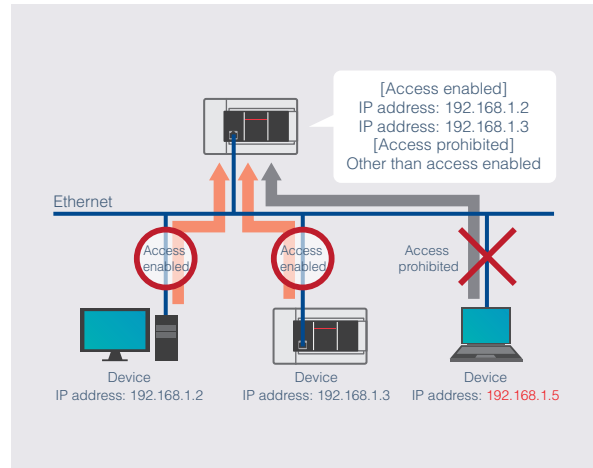 [Access enabled]
IP address: 192.168.1.2
IP address: 192.168.1.3
[Access prohibited]
Other than access enabled
Ethernet
Access
enabled
Access
enabled
Access
prohibited
Device
IP address: 192.168.1.2
Device
IP address: 192.168.1.3
Device
IP address: 192.168.1.5